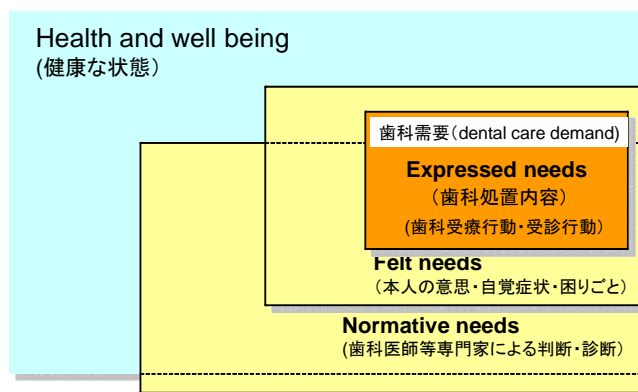 Health and well being
(健康な状態）
歯科需要（dental care demand)
Expressed needs
（歯科処置内容）
(歯科受療行動・受診行動）
Felt needs
（本人の意思・自覚症状・困りごと）
Normative needs
(歯科医師等専門家による判断・診断）